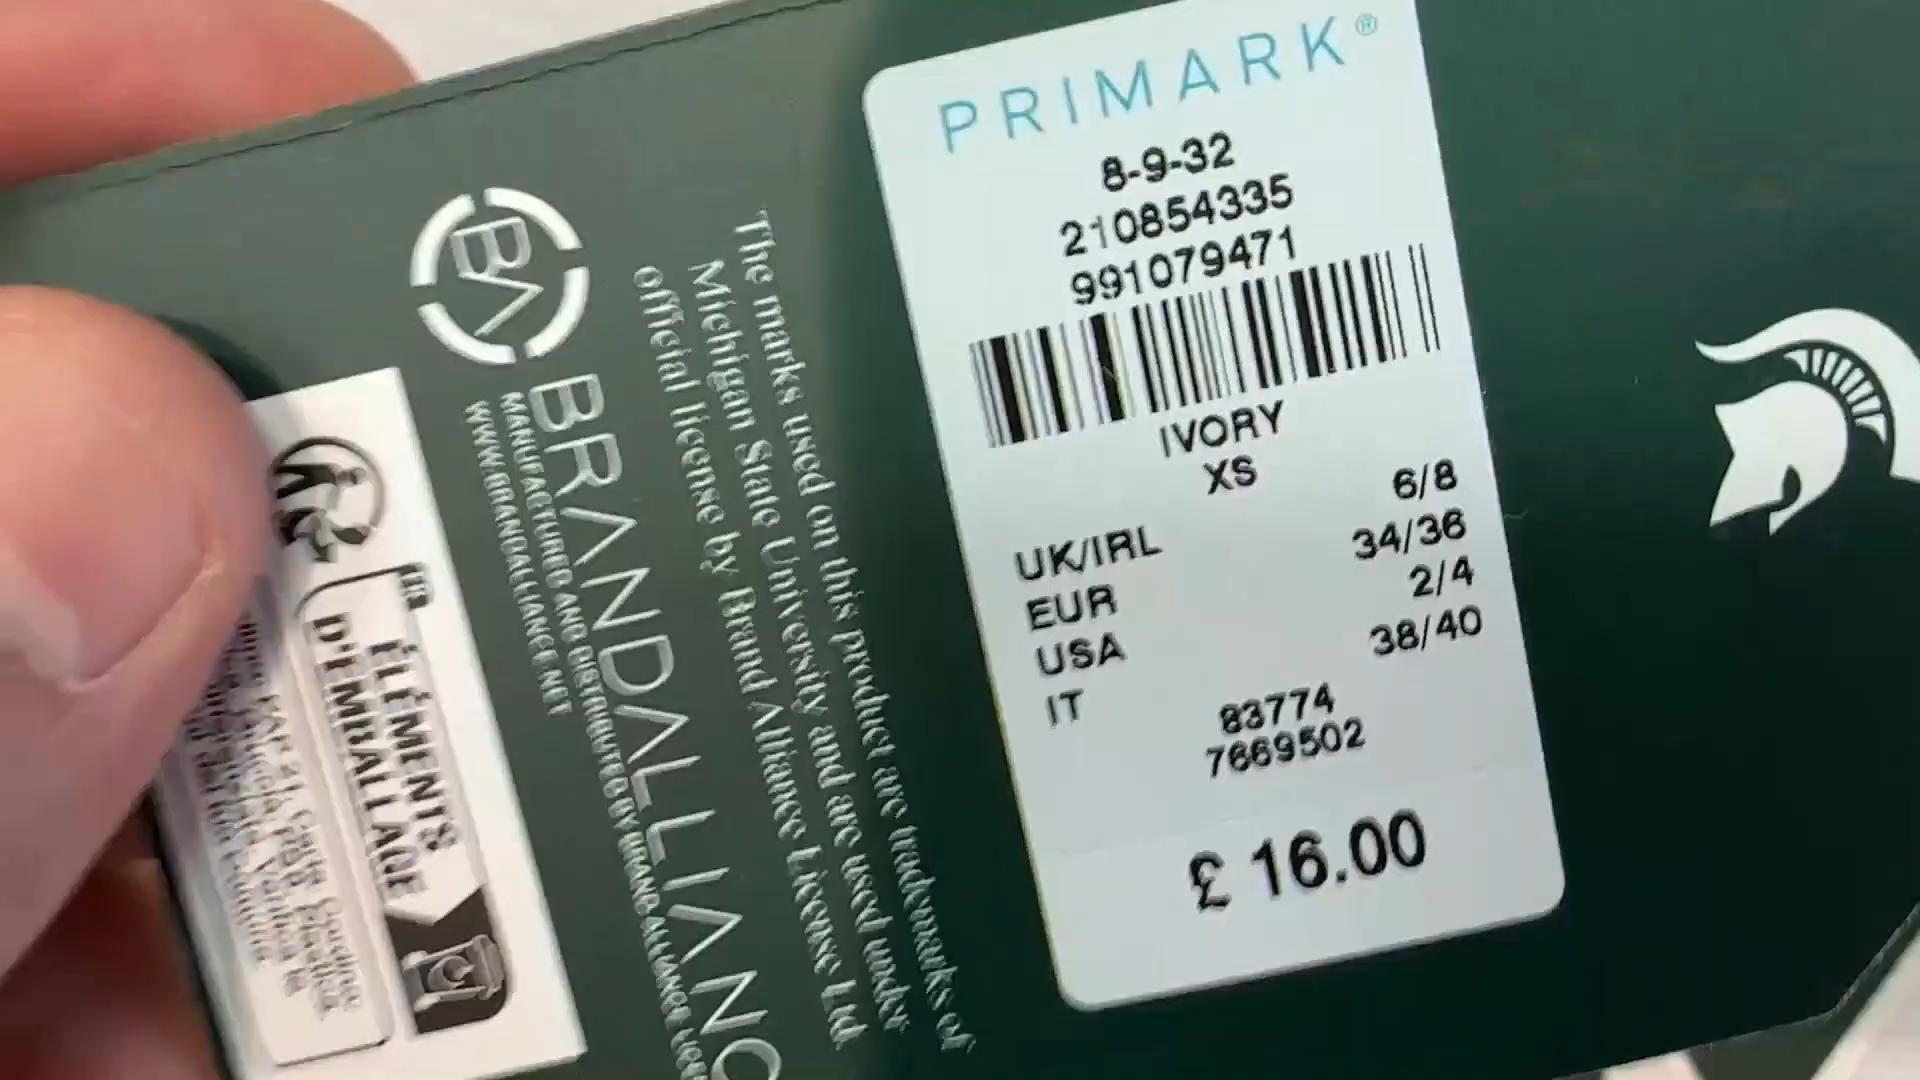 PRIMARK®
8-9-32
210854335
991079471
IVORY
XS
6/8
UK/IRL 34/36
EUR 2/4
USA 38/40
IT
83774
7669502
£ 16.00
The marks used on this product are trademarks of
Michigan State University and are used under
official license by Brand Alliance License Ltd
BA
BRANDALLIANC
MANUFACTURED AND DISTRIBUTED BY BRAND ALLIANCE
WWW.BRANDALLIANCE.NET
FR
ÉLÉMENTS
D'EMBALLAGE